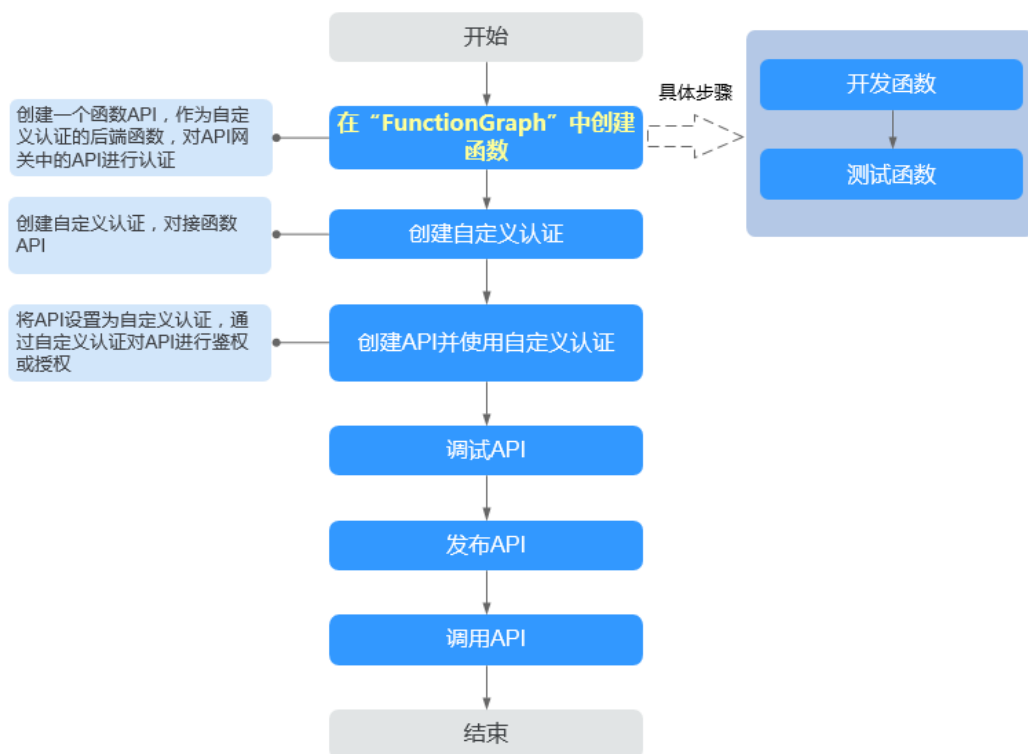 开始
创建一个函数API，作为自定
义认证的后端函数，对API网
关中的API进行认证
在“FunctionGraph”中创建
函数
具体步骤
开发函数
测试函数
创建自定义认证，对接函数
API
创建自定义认证
将API设置为自定义认证，通
过自定义认证对API进行鉴权
或授权
创建API并使用自定义认证
调试API
发布API
调用API
结束